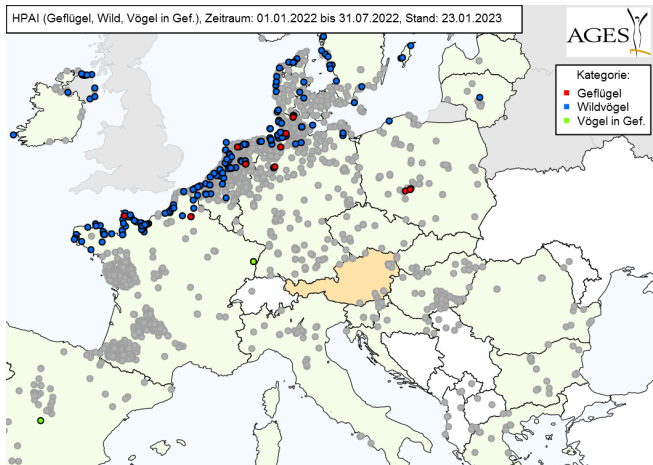 HPAI (Geflügel, Wild, Vögel in Gef.), Zeitraum: 01.01.2022 bis 31.07.2022, Stand: 23.01.2023
AGES
Kategorie:
Geflügel
Wildvögel
Vögel in Gef.